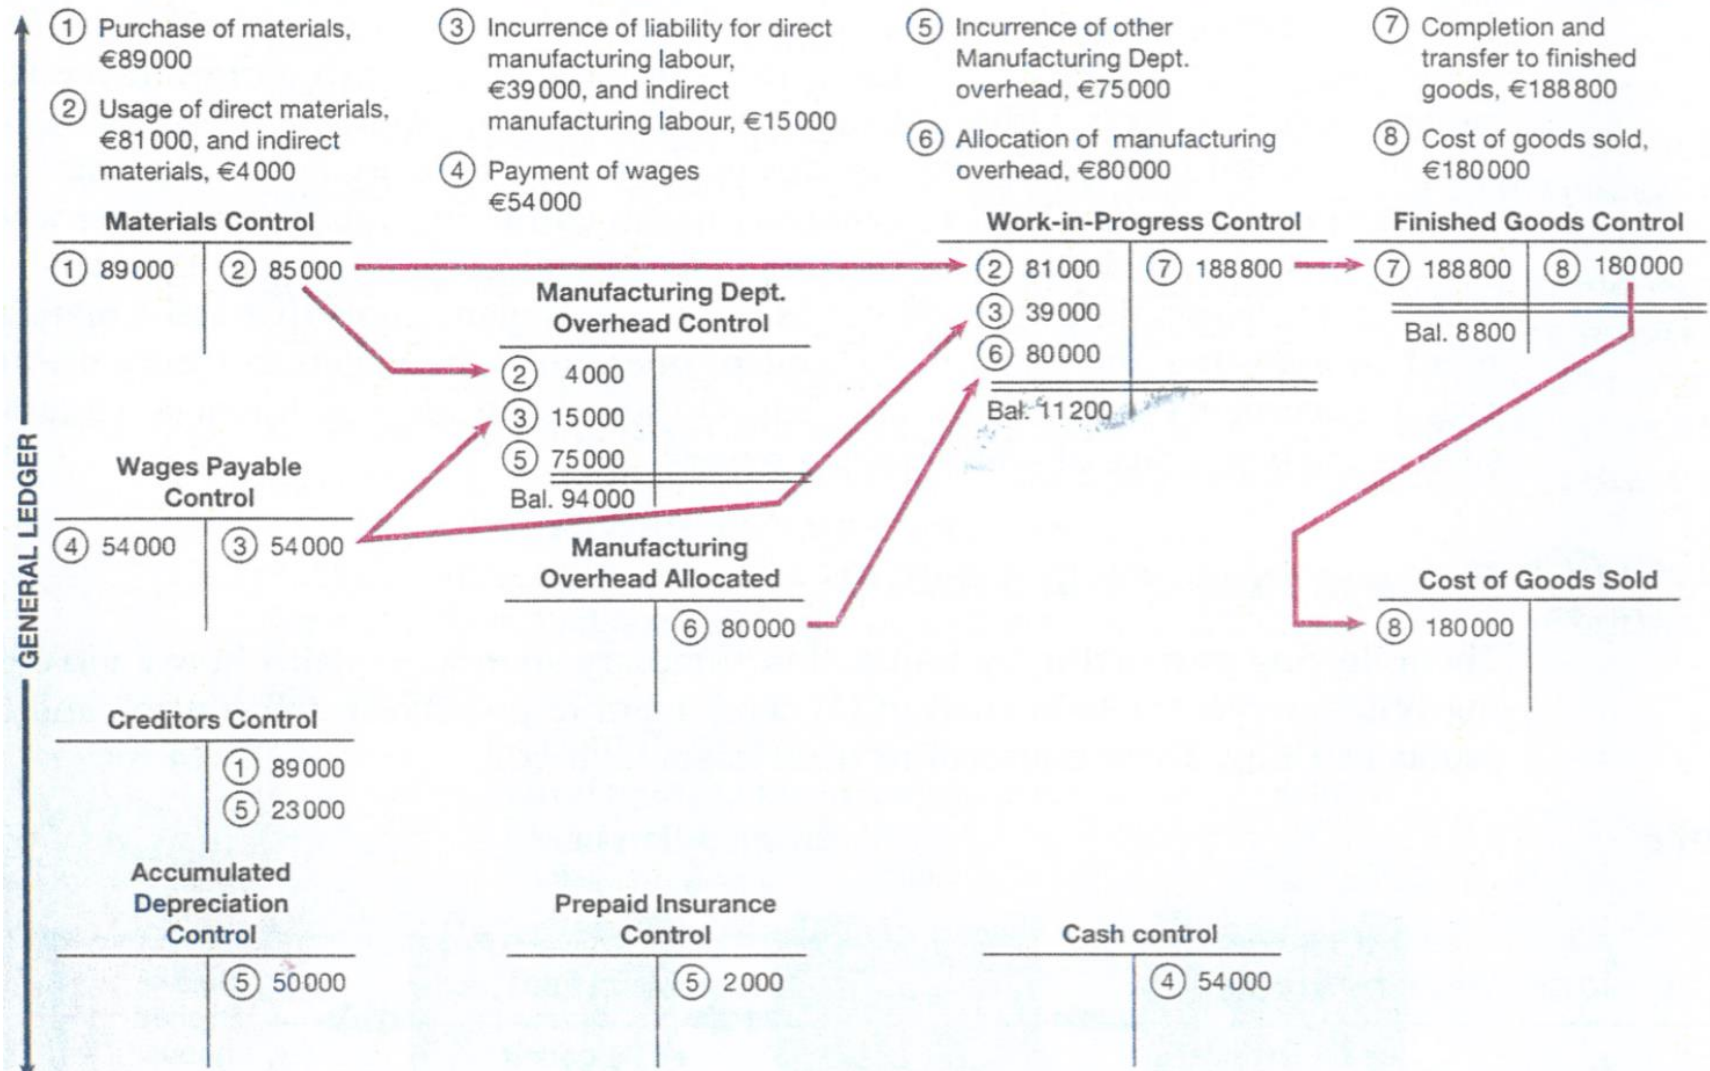 GENERAL LEDGER
1 Purchase of materials,
€89 000
2 Usage of direct materials,
€81 000, and indirect
materials, €4 000
3 Incurrence of liability for direct
manufacturing labour,
€39 000, and indirect
manufacturing labour, €15 000
4 Payment of wages
€54 000
5 Incurrence of other
Manufacturing Dept.
overhead, €75 000
6 Allocation of manufacturing
overhead, €80 000
7 Completion and
transfer to finished
goods, €188 800
8 Cost of goods sold,
€180 000
Materials Control
1 89 000 2 85 000
Manufacturing Dept.
Overhead Control
2 4 000
3 15 000
5 75 000
Bal. 94 000
Work-in-Progress Control
2 81 000 7 188 800
3 39 000
6 80 000
Bal. 11 200
Finished Goods Control
7 188 800 8 180 000
Bal. 8 800
Wages Payable
Control
4 54 000 3 54 000
Manufacturing
Overhead Allocated
6 80 000
Cost of Goods Sold
8 180 000
Creditors Control
1 89 000
5 23 000
Accumulated
Depreciation
Control
5 50 000
Prepaid Insurance
Control
5 2 000
Cash control
4 54 000